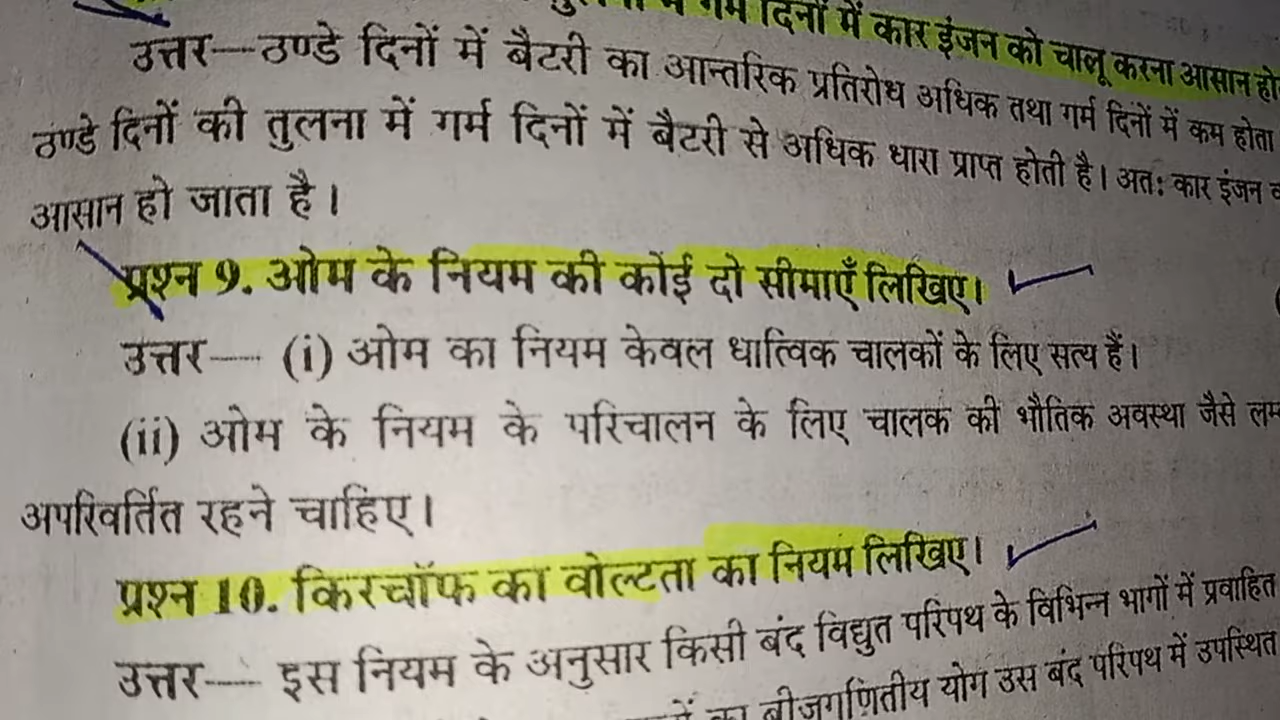 में गर्म दिनों में कार इंजन को चालू करना आसान
उत्तर—ठण्डे दिनों में बैटरी का आन्तरिक प्रतिरोध अधिक तथा गर्म दिनों में कम होता
ठण्डे दिनों की तुलना में गर्म दिनों में बैटरी से अधिक धारा प्राप्त होती है। अतः कार इंजन
आसान हो जाता है।
प्रश्न 9. ओम के नियम की कोई दो सीमाएँ लिखिए।
उत्तर— (i) ओम का नियम केवल धात्विक चालकों के लिए सत्य हैं।
(ii) ओम के नियम के परिचालन के लिए चालक की भौतिक अवस्था जैसे
अपरिवर्तित रहने चाहिए।
प्रश्न 10. किरचॉफ का वोल्टता का नियम लिखिए।
उत्तर— इस नियम के अनुसार किसी बंद विद्युत परिपथ के विभिन्न भागों में प्रवाहित
का बीजगणितीय योग उस बंद परिपथ में उपस्थित